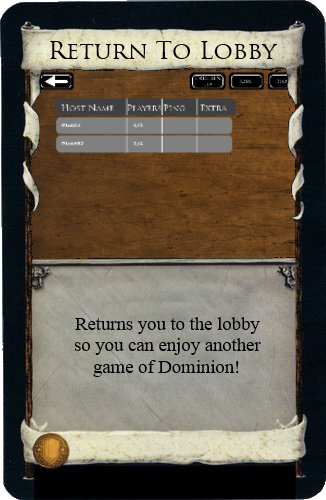 Return To Lobby
Host Name Players Ping Extra
Returns you to the lobby
so you can enjoy another
game of Dominion!